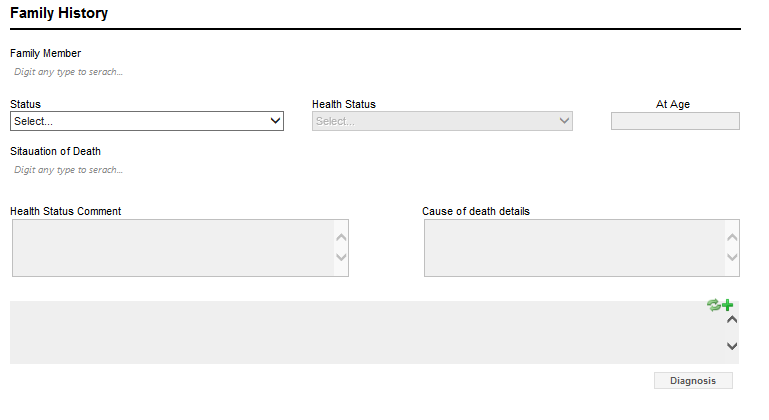 Family History
Family Member
Digit any type to serach...
Status Health Status At Age
Select... Select...
Sitauation of Death
Digit any type to serach...
Health Status Comment Cause of death details
Diagnosis